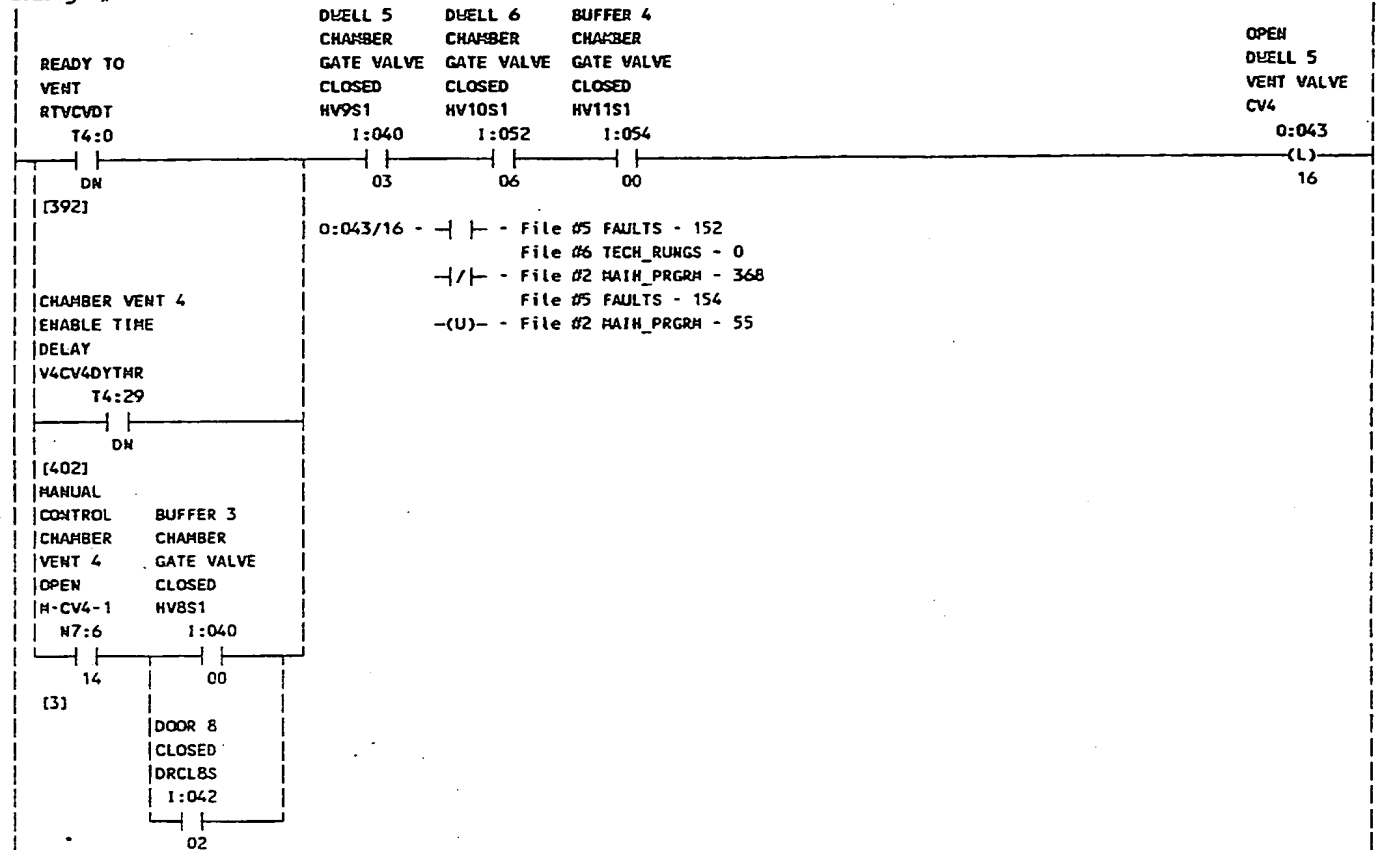 DWELL 5 DWELL 6 BUFFER 4
CHAMBER CHAMBER CHAMBER OPEN
READY TO GATE VALVE GATE VALVE GATE VALVE DWELL 5
VENT CLOSED CLOSED CLOSED VENT VALVE
RTVCVDT HV9S1 HV10S1 HV11S1 CV4
T4:0 I:040 I:052 I:054 O:043
(L)
DN 03 06 00 16
[392]
O:043/16 - -| |- - File #5 FAULTS - 152
File #6 TECH_RUNGS - 0
-|/|- - File #2 MAIN_PRGRM - 368
CHAMBER VENT 4 File #5 FAULTS - 154
ENABLE TIME -(U)- - File #2 MAIN_PRGRM - 55
DELAY
V4CV4DYTMR
T4:29
DN
[402]
MANUAL
CONTROL BUFFER 3
CHAMBER CHAMBER
VENT 4 GATE VALVE
OPEN CLOSED
M-CV4-1 HV8S1
N7:6 I:040
14 00
[3]
DOOR 8
CLOSED
DRCL8S
I:042
02